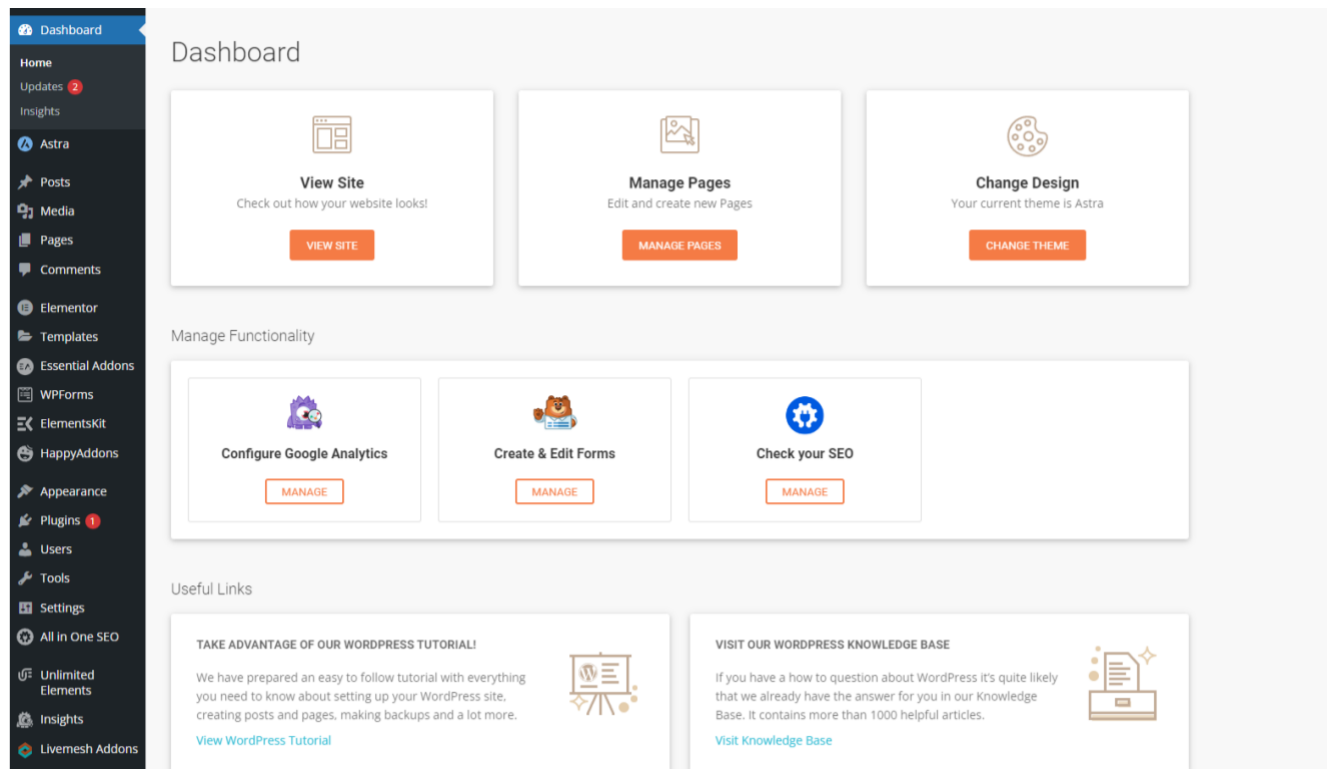 Dashboard
Home
Updates 2
Insights
Astra
Posts
Media
Pages
Comments
Elementor
Templates
Essential Addons
WPForms
ElementsKit
HappyAddons
Appearance
Plugins 1
Users
Tools
Settings
All in One SEO
Unlimited
Elements
Insights
Livemesh Addons
Dashboard
View Site
Check out how your website looks!
VIEW SITE
Manage Pages
Edit and create new Pages
MANAGE PAGES
Change Design
Your current theme is Astra
CHANGE THEME
Manage Functionality
Configure Google Analytics
MANAGE
Create & Edit Forms
MANAGE
Check your SEO
MANAGE
Useful Links
TAKE ADVANTAGE OF OUR WORDPRESS TUTORIAL!
We have prepared an easy to follow tutorial with everything
you need to know about setting up your WordPress site,
creating posts and pages, making backups and a lot more.
View WordPress Tutorial
VISIT OUR WORDPRESS KNOWLEDGE BASE
If you have a how to question about WordPress it's quite likely
that we already have the answer for you in our Knowledge
Base. It contains more than 1000 helpful articles.
Visit Knowledge Base